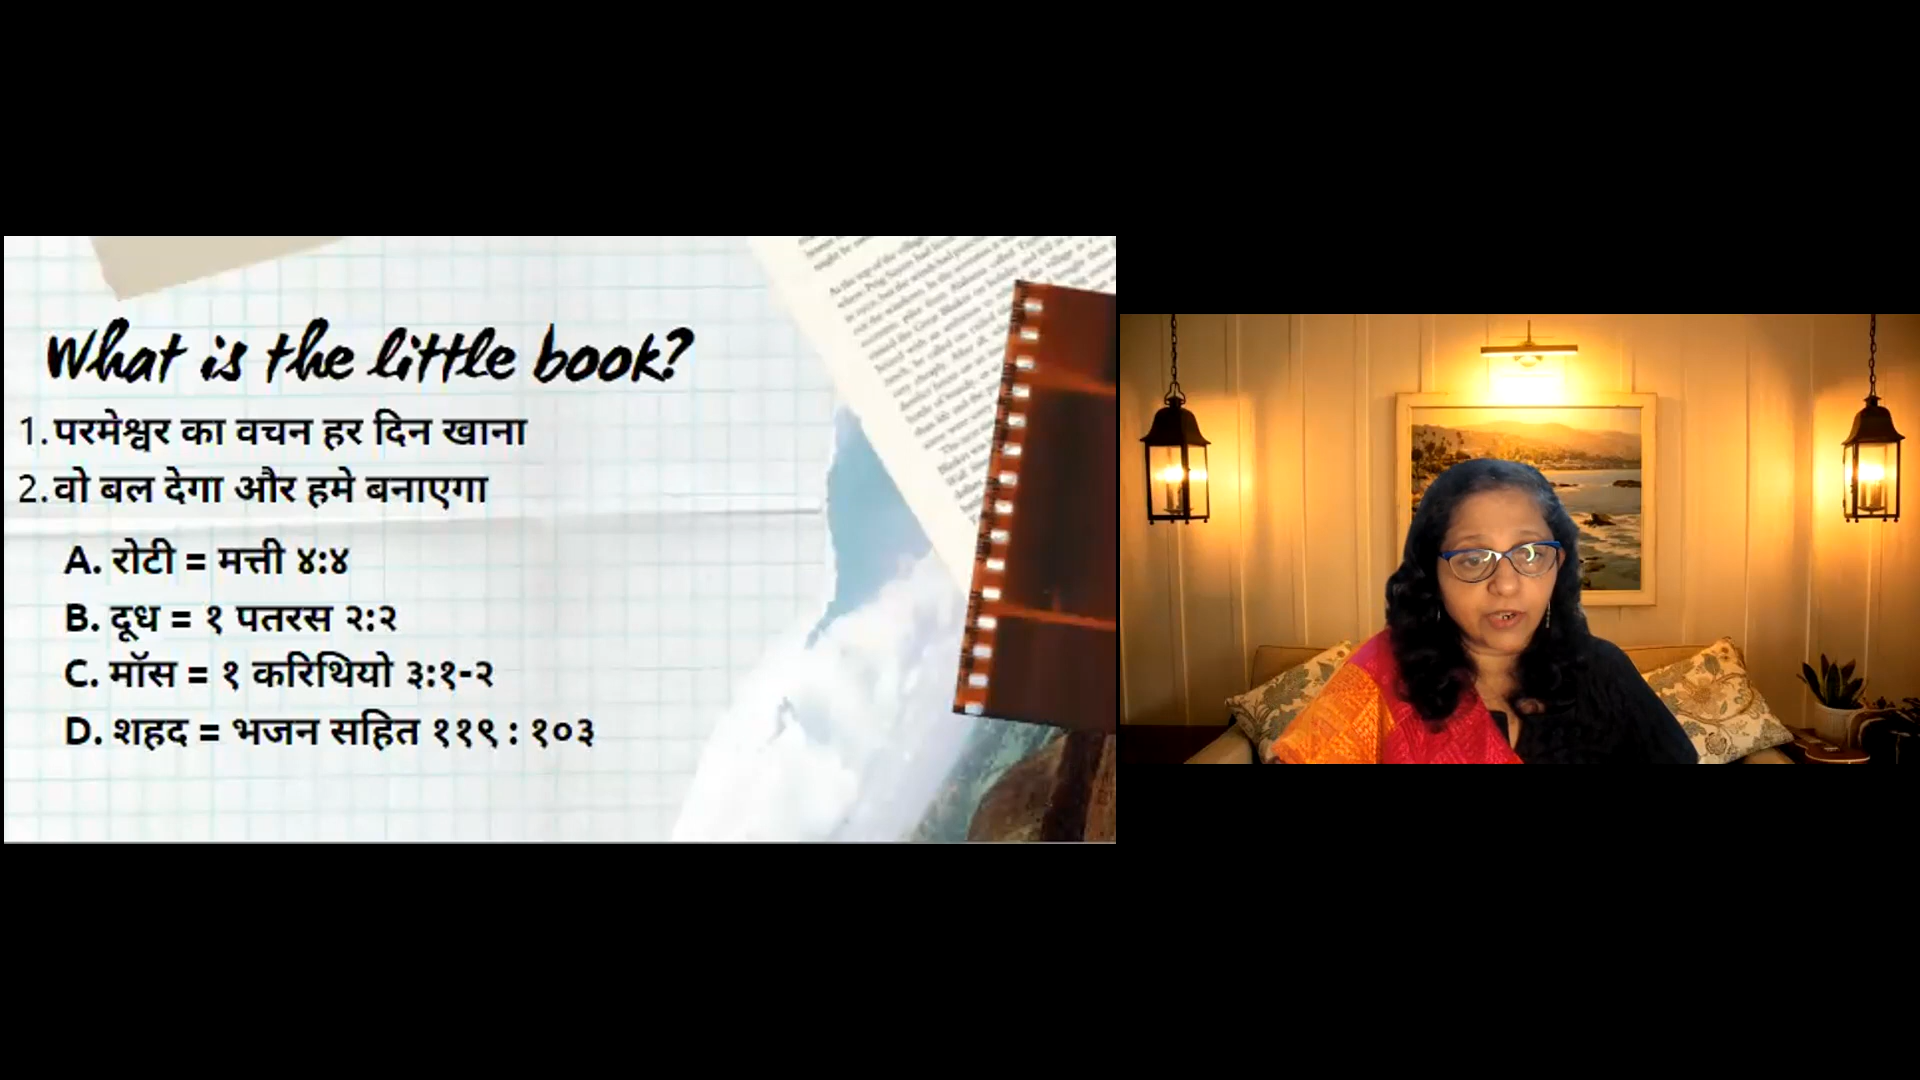 What is the little book?
1. परमेश्वर का वचन हर दिन खाना
2. वो बल देगा और हमे बनाएगा
A. रोटी = मत्ती ४:४
B. दूध = १ पतरस २:२
C. मॉस = १ करिथियो ३:१-२
D. शहद = भजन सहित ११९ : १०३